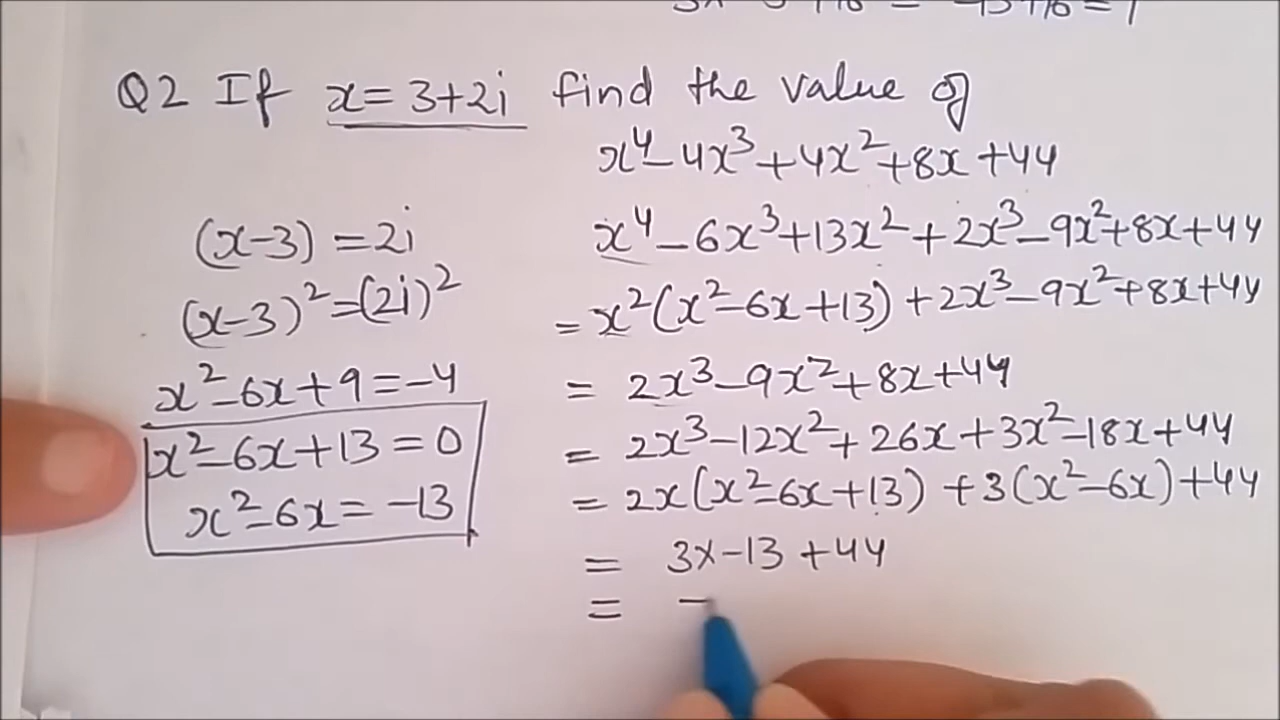 Q2 If x = 3+2i find the value of
x⁴-4x³+4x²+8x+44
(x-3) = 2i
(x-3)² = (2i)²
x²-6x+9 = -4
x²-6x+13 = 0
x²-6x = -13
x⁴-6x³+13x²+2x³-9x²+8x+44
= x²(x²-6x+13)+2x³-9x²+8x+44
= 2x³-9x²+8x+44
= 2x³-12x²+26x+3x²-18x+44
= 2x(x²-6x+13)+3(x²-6x)+44
= 3x-13+44
= -